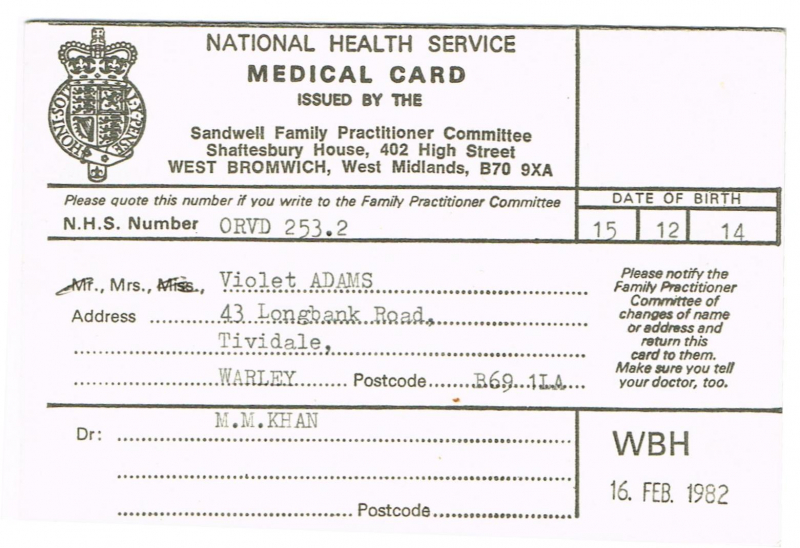 NATIONAL HEALTH SERVICE
MEDICAL CARD
ISSUED BY THE
Sandwell Family Practitioner Committee
Shaftesbury House, 402 High Street
WEST BROMWICH, West Midlands, B70 9XA
HONI SOIT MAL Y PENSE
Please quote this number if you write to the Family Practitioner Committee
N.H.S. Number ORVD 253.2
DATE OF BIRTH
15 12 14
Mr., Mrs., Miss., Violet ADAMS
Address 43 Longbank Road,
Tividale,
WARLEY Postcode B69 1LA
Please notify the
Family Practitioner
Committee of
changes of name
or address and
return this
card to them.
Make sure you tell
your doctor, too.
Dr: M.M.KHAN
Postcode
WBH
16. FEB. 1982